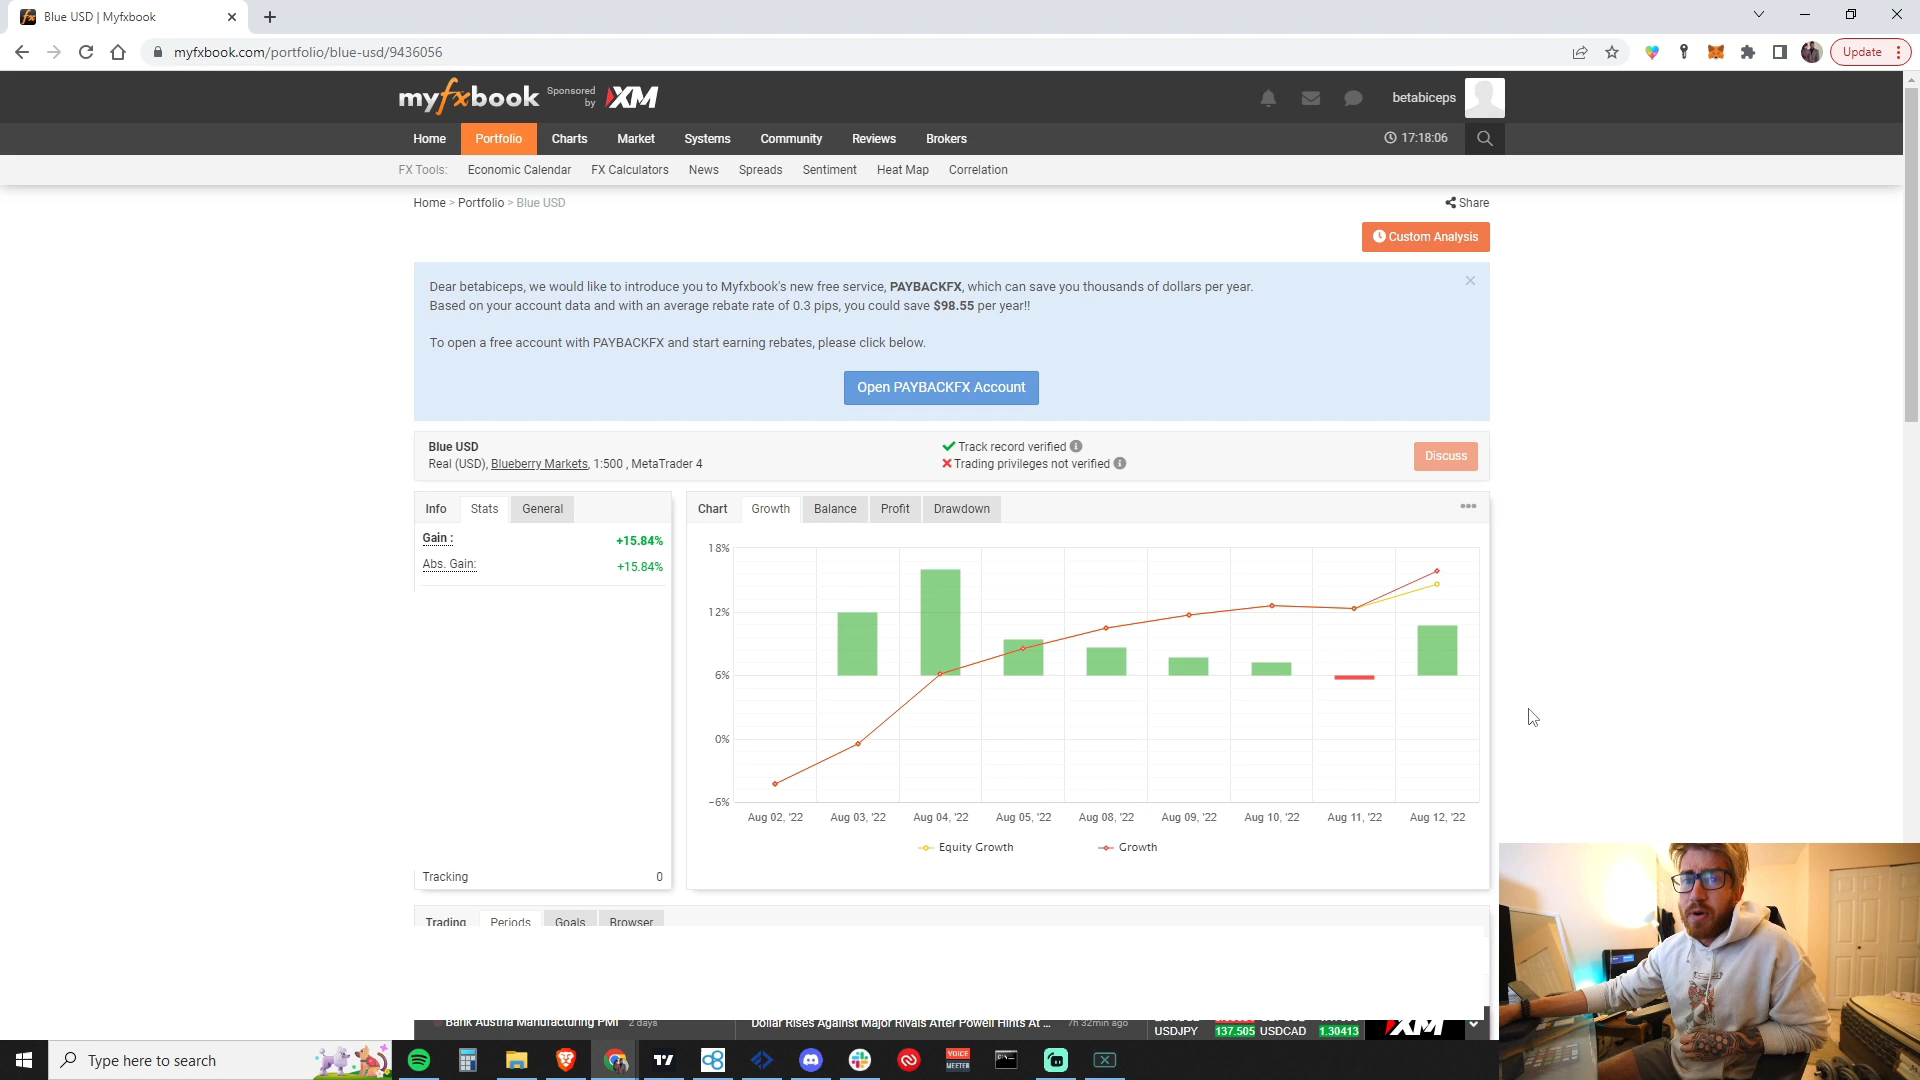 Blue USD | Myfxbook
myfxbook.com/portfolio/blue-usd/9436056
Update
myfxbook Sponsored by XM
betabiceps
Home Portfolio Charts Market Systems Community Reviews Brokers
17:18:06
FX Tools: Economic Calendar FX Calculators News Spreads Sentiment Heat Map Correlation
Home > Portfolio > Blue USD
Share
Custom Analysis
Dear betabiceps, we would like to introduce you to Myfxbook's new free service, PAYBACKFX, which can save you thousands of dollars per year.
Based on your account data and with an average rebate rate of 0.3 pips, you could save $98.55 per year!!
To open a free account with PAYBACKFX and start earning rebates, please click below.
Open PAYBACKFX Account
Blue USD
Real (USD), Blueberry Markets, 1:500 , MetaTrader 4
Track record verified
Trading privileges not verified
Discuss
Info Stats General
Gain : +15.84%
Abs. Gain: +15.84%
Tracking 0
Chart Growth Balance Profit Drawdown
18%
12%
6%
0%
-6%
Aug 02, '22 Aug 03, '22 Aug 04, '22 Aug 05, '22 Aug 08, '22 Aug 09, '22 Aug 10, '22 Aug 11, '22 Aug 12, '22
Equity Growth Growth
Trading Periods Goals Browser
Bank Austria Manufacturing PMI 2 days
Dollar Rises Against Major Rivals After Powell Hints At ... 7h 32min ago
USDJPY 137.505 USDCAD 1.30413
XM
Type here to search
VOICE
MEETER